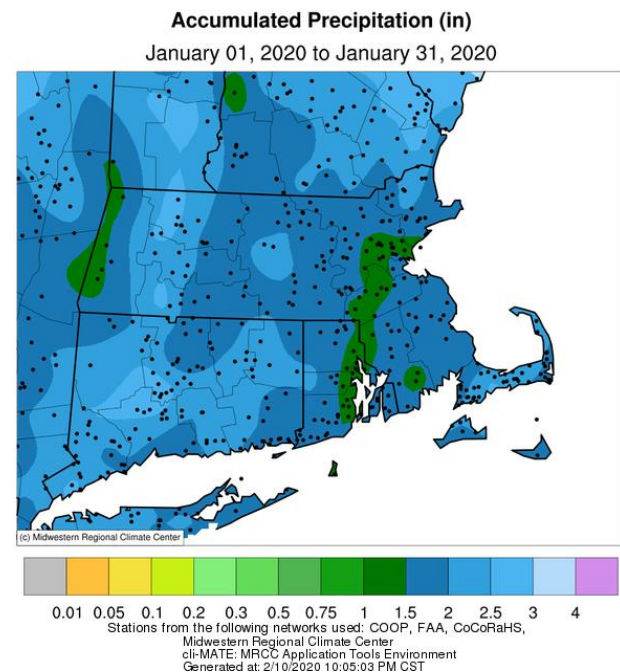 Accumulated Precipitation (in)
January 01, 2020 to January 31, 2020
(c) Midwestern Regional Climate Center
0.01 0.05 0.1 0.2 0.3 0.5 0.75 1 1.5 2 2.5 3 4
Stations from the following networks used: COOP, FAA, CoCoRaHS,
Midwestern Regional Climate Center
cli-MATE: MRCC Application Tools Environment
Generated at: 2/10/2020 10:05:03 PM CST